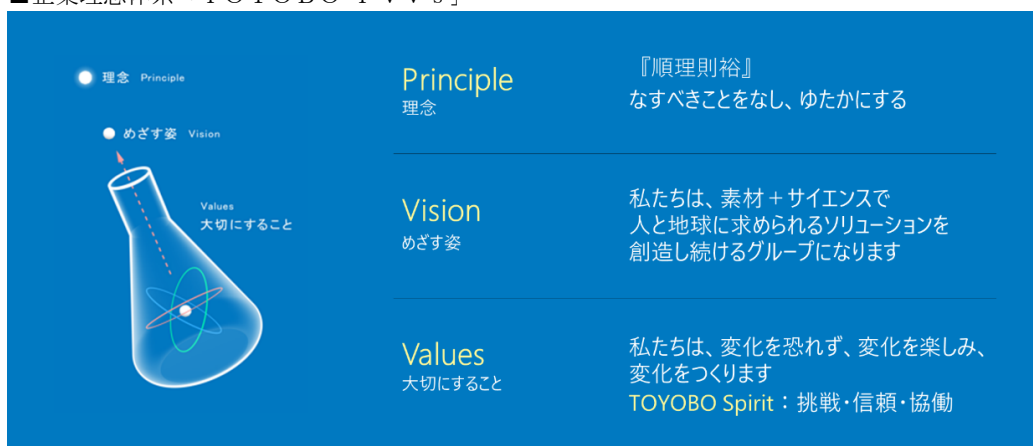 理念 Principle
めざす姿 Vision
Values
大切にすること
Principle
理念
『順理則裕』
なすべきことをなし、ゆたかにする
Vision
めざす姿
私たちは、素材+サイエンスで
人と地球に求められるソリューションを
創造し続けるグループになります
Values
大切にすること
私たちは、変化を恐れず、変化を楽しみ、
変化をつくります
TOYOBO Spirit:挑戦・信頼・協働